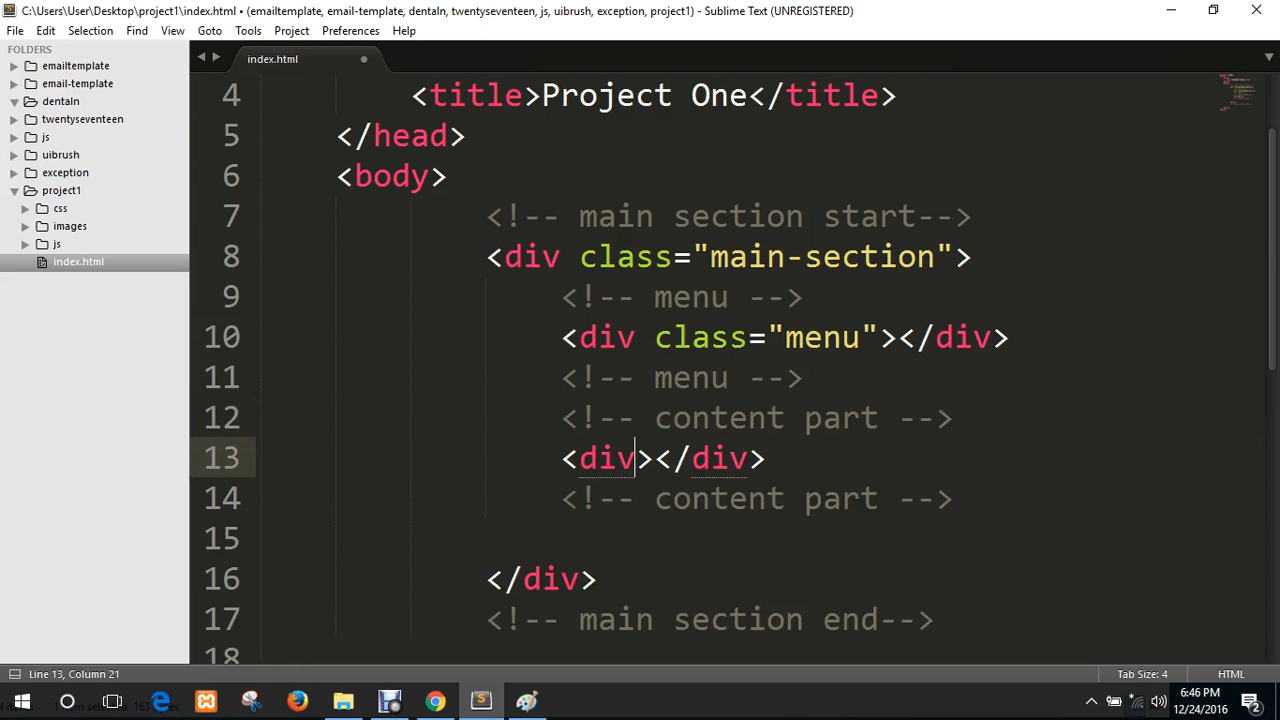 C:\Users\User\Desktop\project1\index.html • (emailtemplate, email-template, dentaln, twentyseventeen, js, uibrush, exception, project1) - Sublime Text (UNREGISTERED)
File Edit Selection Find View Goto Tools Project Preferences Help
FOLDERS
emailtemplate
email-template
dentaln
twentyseventeen
js
uibrush
exception
project1
css
images
js
index.html
index.html
4 <title>Project One</title>
5 </head>
6 <body>
7 <!-- main section start-->
8 <div class="main-section">
9 <!-- menu -->
10 <div class="menu"></div>
11 <!-- menu -->
12 <!-- content part -->
13 <div></div>
14 <!-- content part -->
15
16 </div>
17 <!-- main section end-->
18
Line 13, Column 21
Tab Size: 4 HTML
6:46 PM
12/24/2016
2